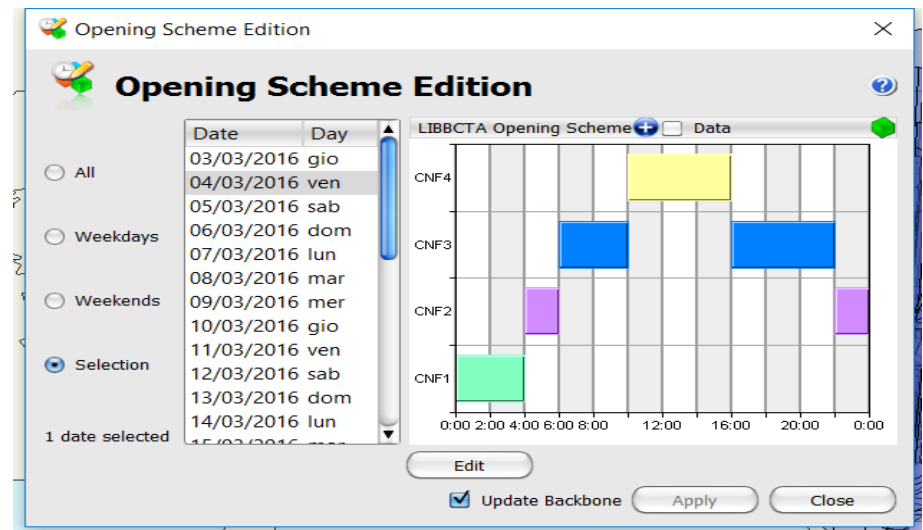 Opening Scheme Edition
Opening Scheme Edition
All
Weekdays
Weekends
Selection
1 date selected
Date Day
03/03/2016 gio
04/03/2016 ven
05/03/2016 sab
06/03/2016 dom
07/03/2016 lun
08/03/2016 mar
09/03/2016 mer
10/03/2016 gio
11/03/2016 ven
12/03/2016 sab
13/03/2016 dom
14/03/2016 lun
LIBBCTA Opening Scheme Data
CNF4
CNF3
CNF2
CNF1
0:00 2:00 4:00 6:00 8:00 12:00 16:00 20:00 0:00
Edit
Update Backbone Apply Close